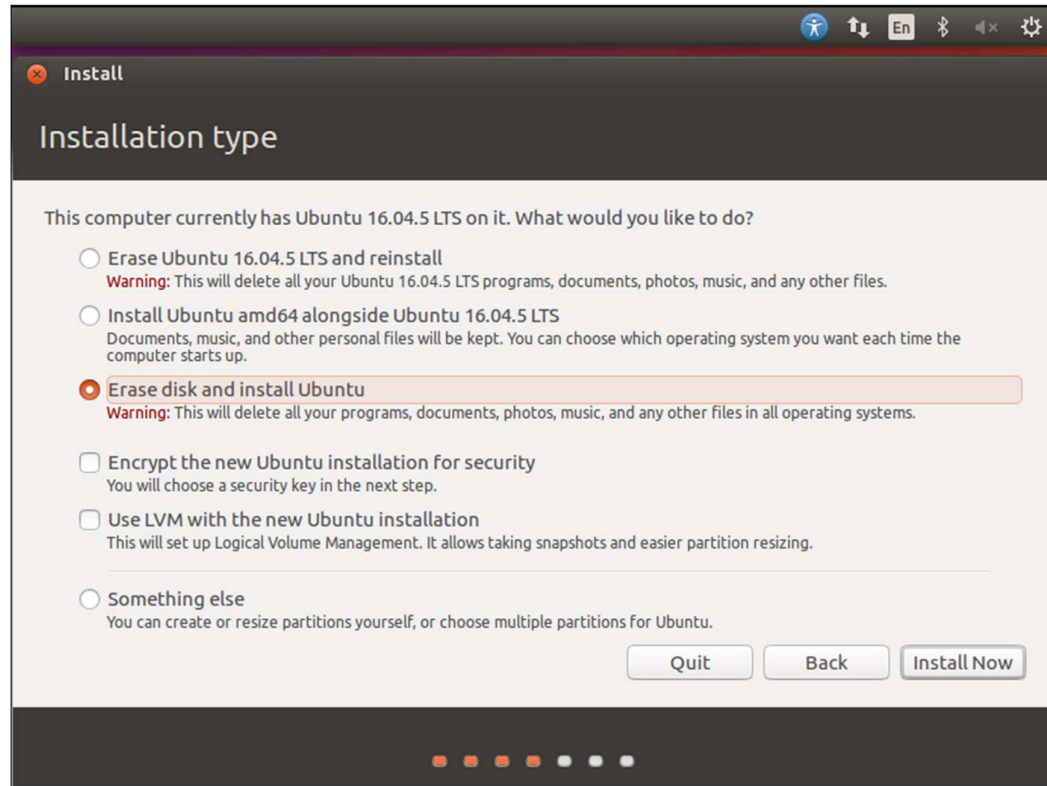 En
Install
Installation type
This computer currently has Ubuntu 16.04.5 LTS on it. What would you like to do?
Erase Ubuntu 16.04.5 LTS and reinstall
Warning: This will delete all your Ubuntu 16.04.5 LTS programs, documents, photos, music, and any other files.
Install Ubuntu amd64 alongside Ubuntu 16.04.5 LTS
Documents, music, and other personal files will be kept. You can choose which operating system you want each time the
computer starts up.
Erase disk and install Ubuntu
Warning: This will delete all your programs, documents, photos, music, and any other files in all operating systems.
Encrypt the new Ubuntu installation for security
You will choose a security key in the next step.
Use LVM with the new Ubuntu installation
This will set up Logical Volume Management. It allows taking snapshots and easier partition resizing.
Something else
You can create or resize partitions yourself, or choose multiple partitions for Ubuntu.
Quit Back Install Now